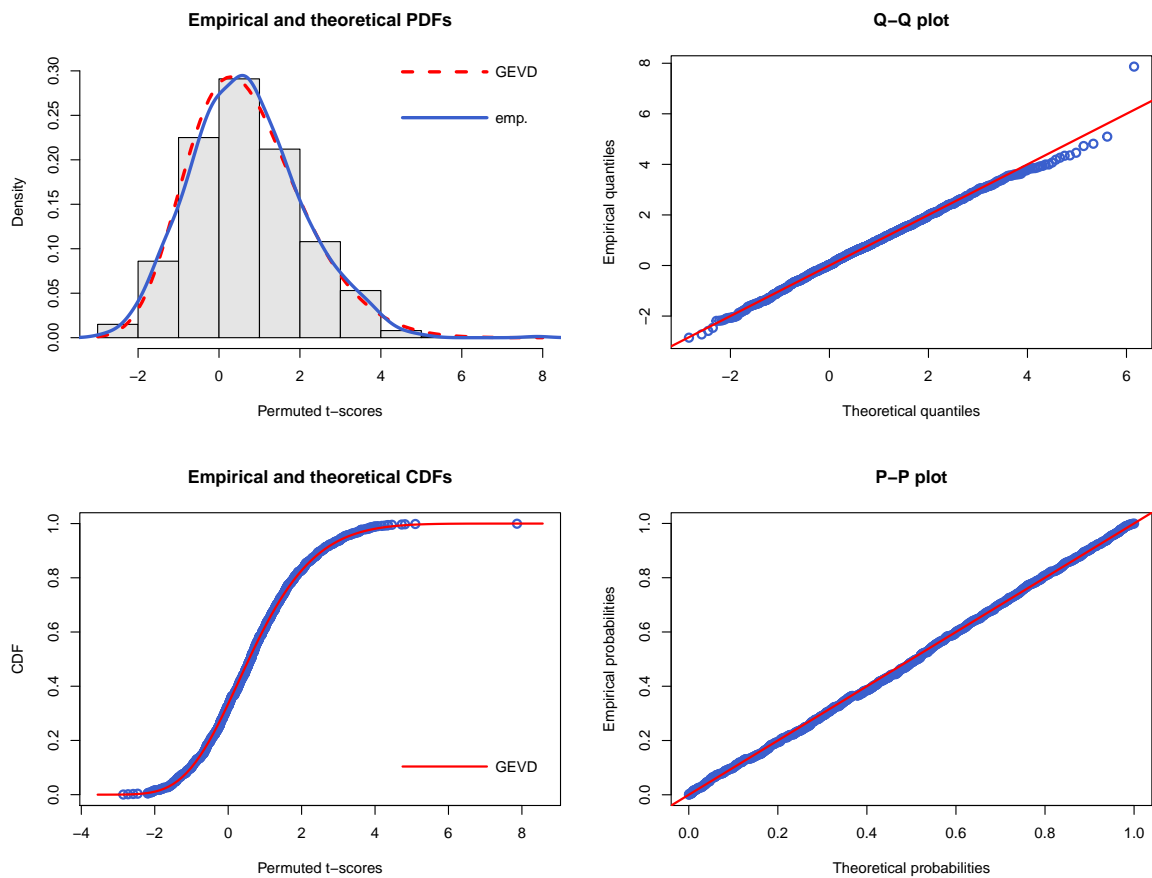 Empirical and theoretical PDFs
Density
0.00 0.05 0.10 0.15 0.20 0.25 0.30
GEVD
emp.
−2 0 2 4 6 8
Permuted t−scores
Q−Q plot
Empirical quantiles
−2 0 2 4 6 8
−2 0 2 4 6
Theoretical quantiles
Empirical and theoretical CDFs
CDF
0.0 0.2 0.4 0.6 0.8 1.0
GEVD
−4 −2 0 2 4 6 8
Permuted t−scores
P−P plot
Empirical probabilities
0.0 0.2 0.4 0.6 0.8 1.0
0.0 0.2 0.4 0.6 0.8 1.0
Theoretical probabilities